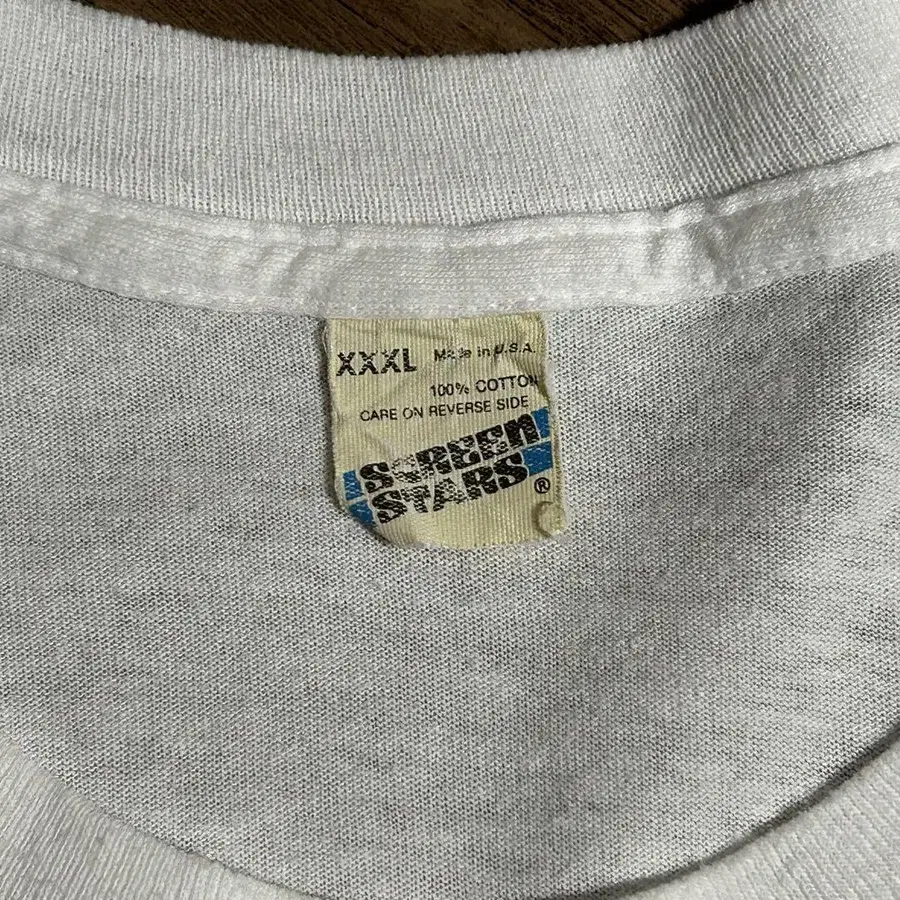 XXXL Made in U.S.A.
100% COTTON
CARE ON REVERSE SIDE
SCREEn
STARS ®